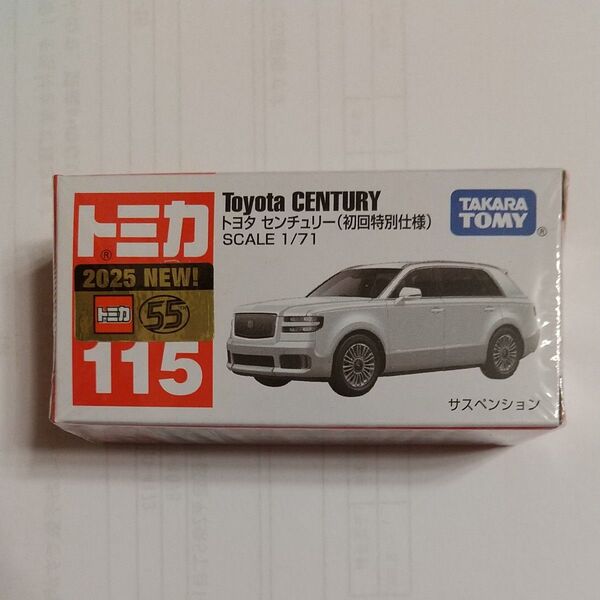 トミカ®
2025 NEW!
トミカ 55th
115
Toyota CENTURY
トヨタ センチュリー(初回特別仕様)
SCALE 1/71
TAKARA
TOMY®
サスペンション